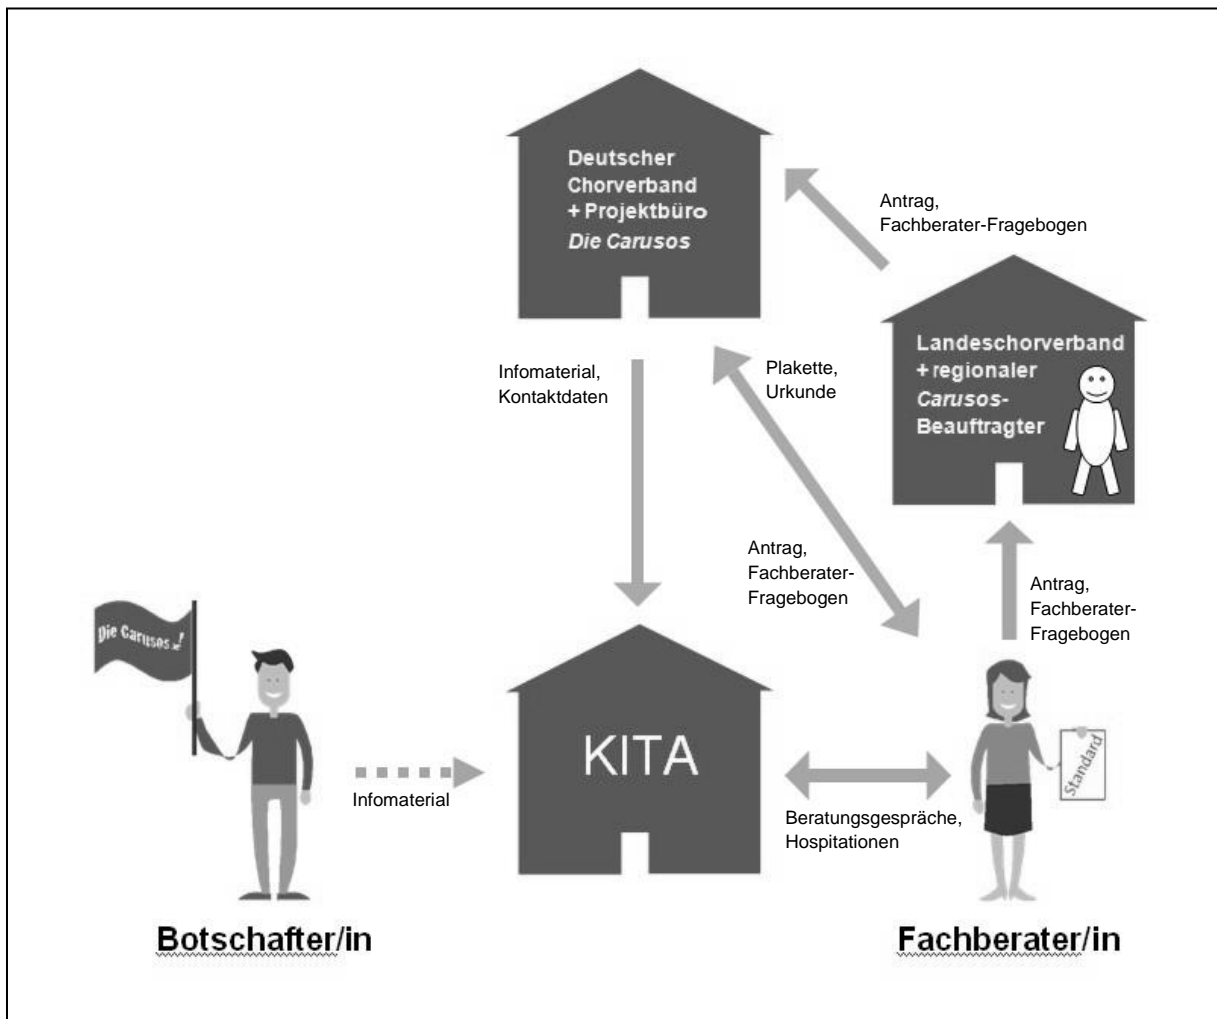 Deutscher
Chorverband
+ Projektbüro
Die Carusos
Antrag,
Fachberater-Fragebogen
Landeschorverband
+ regionaler
Carusos-
Beauftragter
Infomaterial,
Kontaktdaten
Plakette,
Urkunde
Antrag,
Fachberater-
Fragebogen
Antrag,
Fachberater-
Fragebogen
Die Carusos..!
KITA
Standard
Infomaterial
Beratungsgespräche,
Hospitationen
Botschafter/in
Fachberater/in